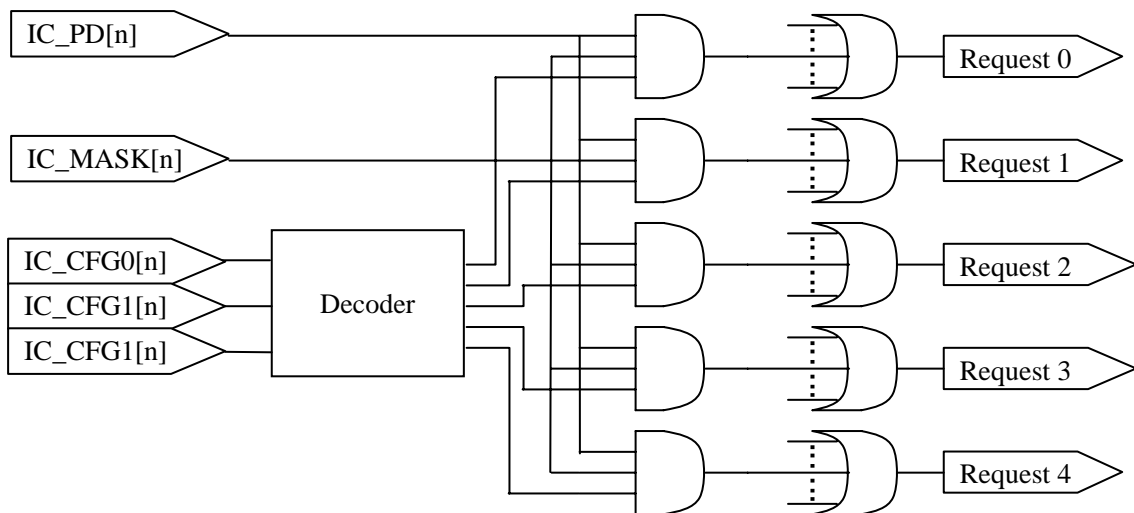 IC_PD[n]
Request 0
IC_MASK[n]
Request 1
IC_CFG0[n]
IC_CFG1[n]
IC_CFG1[n]
Decoder
Request 2
Request 3
Request 4